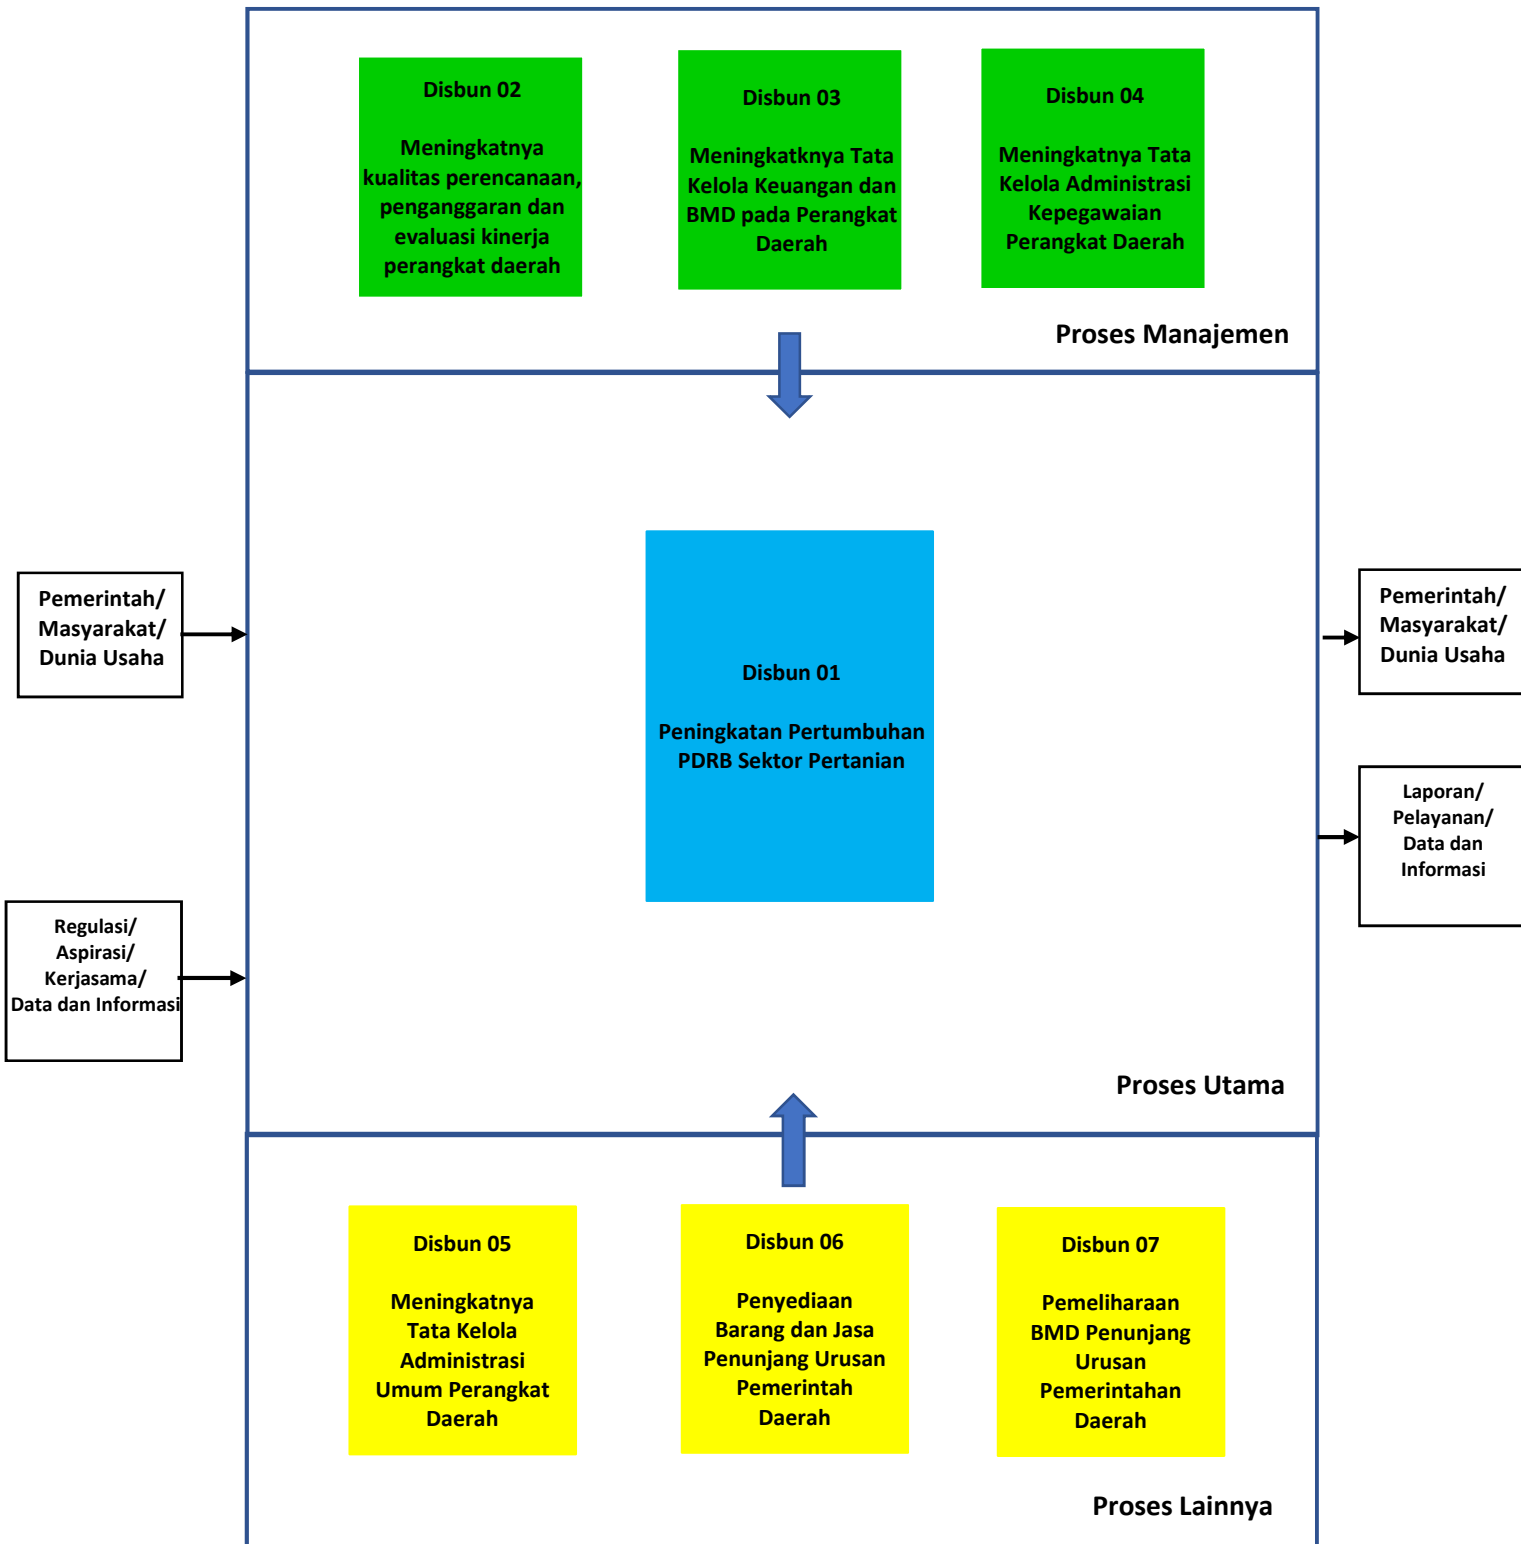 Disbun 02
Meningkatnya
kualitas perencanaan,
penganggaran dan
evaluasi kinerja
perangkat daerah
Disbun 03
Meningkatknya Tata
Kelola Keuangan dan
BMD pada Perangkat
Daerah
Disbun 04
Meningkatnya Tata
Kelola Administrasi
Kepegawaian
Perangkat Daerah
Proses Manajemen
Pemerintah/
Masyarakat/
Dunia Usaha
Regulasi/
Aspirasi/
Kerjasama/
Data dan Informasi
Disbun 01
Peningkatan Pertumbuhan
PDRB Sektor Pertanian
Pemerintah/
Masyarakat/
Dunia Usaha
Laporan/
Pelayanan/
Data dan
Informasi
Proses Utama
Disbun 05
Meningkatnya
Tata Kelola
Administrasi
Umum Perangkat
Daerah
Disbun 06
Penyediaan
Barang dan Jasa
Penunjang Urusan
Pemerintah
Daerah
Disbun 07
Pemeliharaan
BMD Penunjang
Urusan
Pemerintahan
Daerah
Proses Lainnya